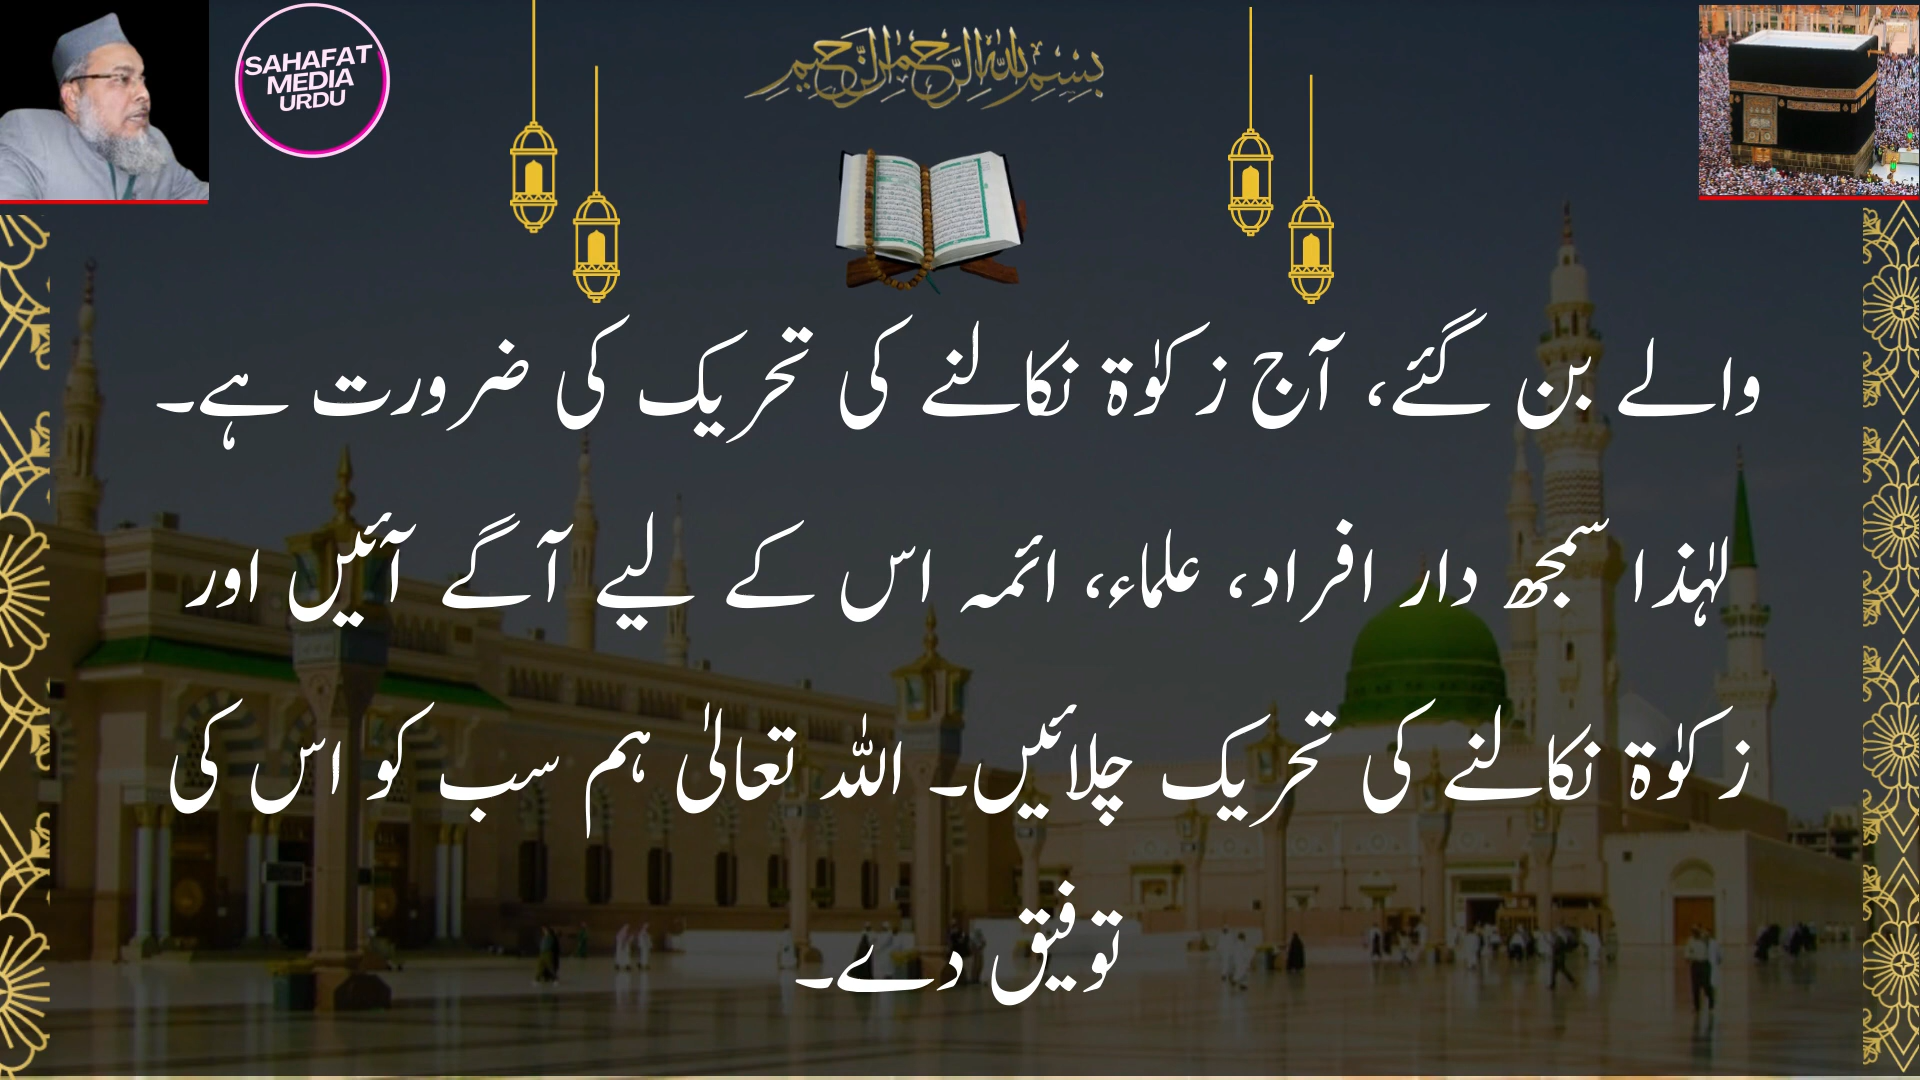 SAHAFAT
MEDIA
URDU
بسم الله الرحمن الرحيم
والے بن گئے، آج زکوٰۃ نکالنے کی تحریک کی ضرورت ہے۔
لہٰذا سمجھ دار افراد، علماء، ائمہ اس کے لیے آگے آئیں اور
زکوٰۃ نکالنے کی تحریک چلائیں۔ اللہ تعالیٰ ہم سب کو اس کی
توفیق دے۔